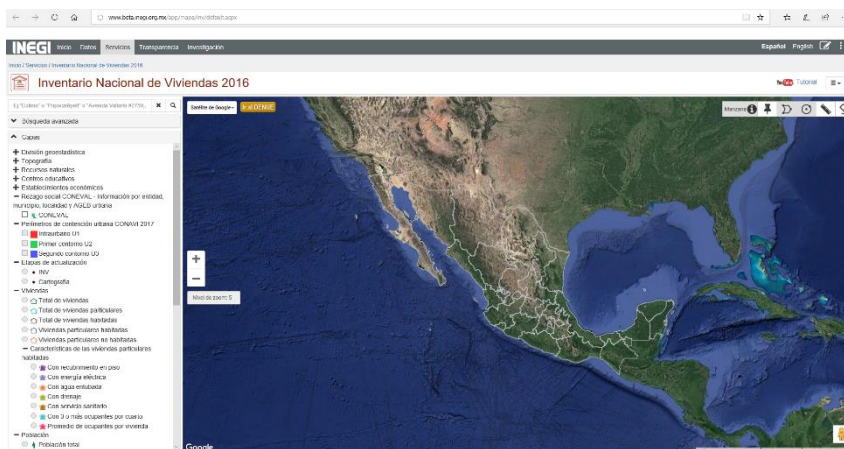 www.beta.inegi.org.mx/app/mapa/inv/default.aspx
INEGI Inicio Datos Servicios Transparencia Investigación Español English
Inicio / Servicios / Inventario Nacional de Viviendas 2016
Inventario Nacional de Viviendas 2016 YouTube Tutorial
Satélite de Google Ir al DENUE Manzana
Búsqueda avanzada
Capas
División geoestadística
Topografía
Recursos naturales
Centros educativos
Establecimientos económicos
Rezago social CONEVAL - Información por entidad,
municipio, localidad y AGEB urbana
CONEVAL
Perímetros de contención urbana CONAVI 2017
Intraurbano U1
Primer contorno U2
Segundo contorno U3
Etapas de actualización
INV
Cartografía
Viviendas
Total de viviendas
Total de viviendas particulares
Total de viviendas habitadas
Viviendas particulares habitadas
Viviendas particulares no habitadas
Características de las viviendas particulares
habitadas
Con recubrimiento en piso
Con energía eléctrica
Con agua entubada
Con drenaje
Con servicio sanitario
Con 3 o más ocupantes por cuarto
Promedio de ocupantes por vivienda
Población
Población total
Nivel de zoom: 5
Google